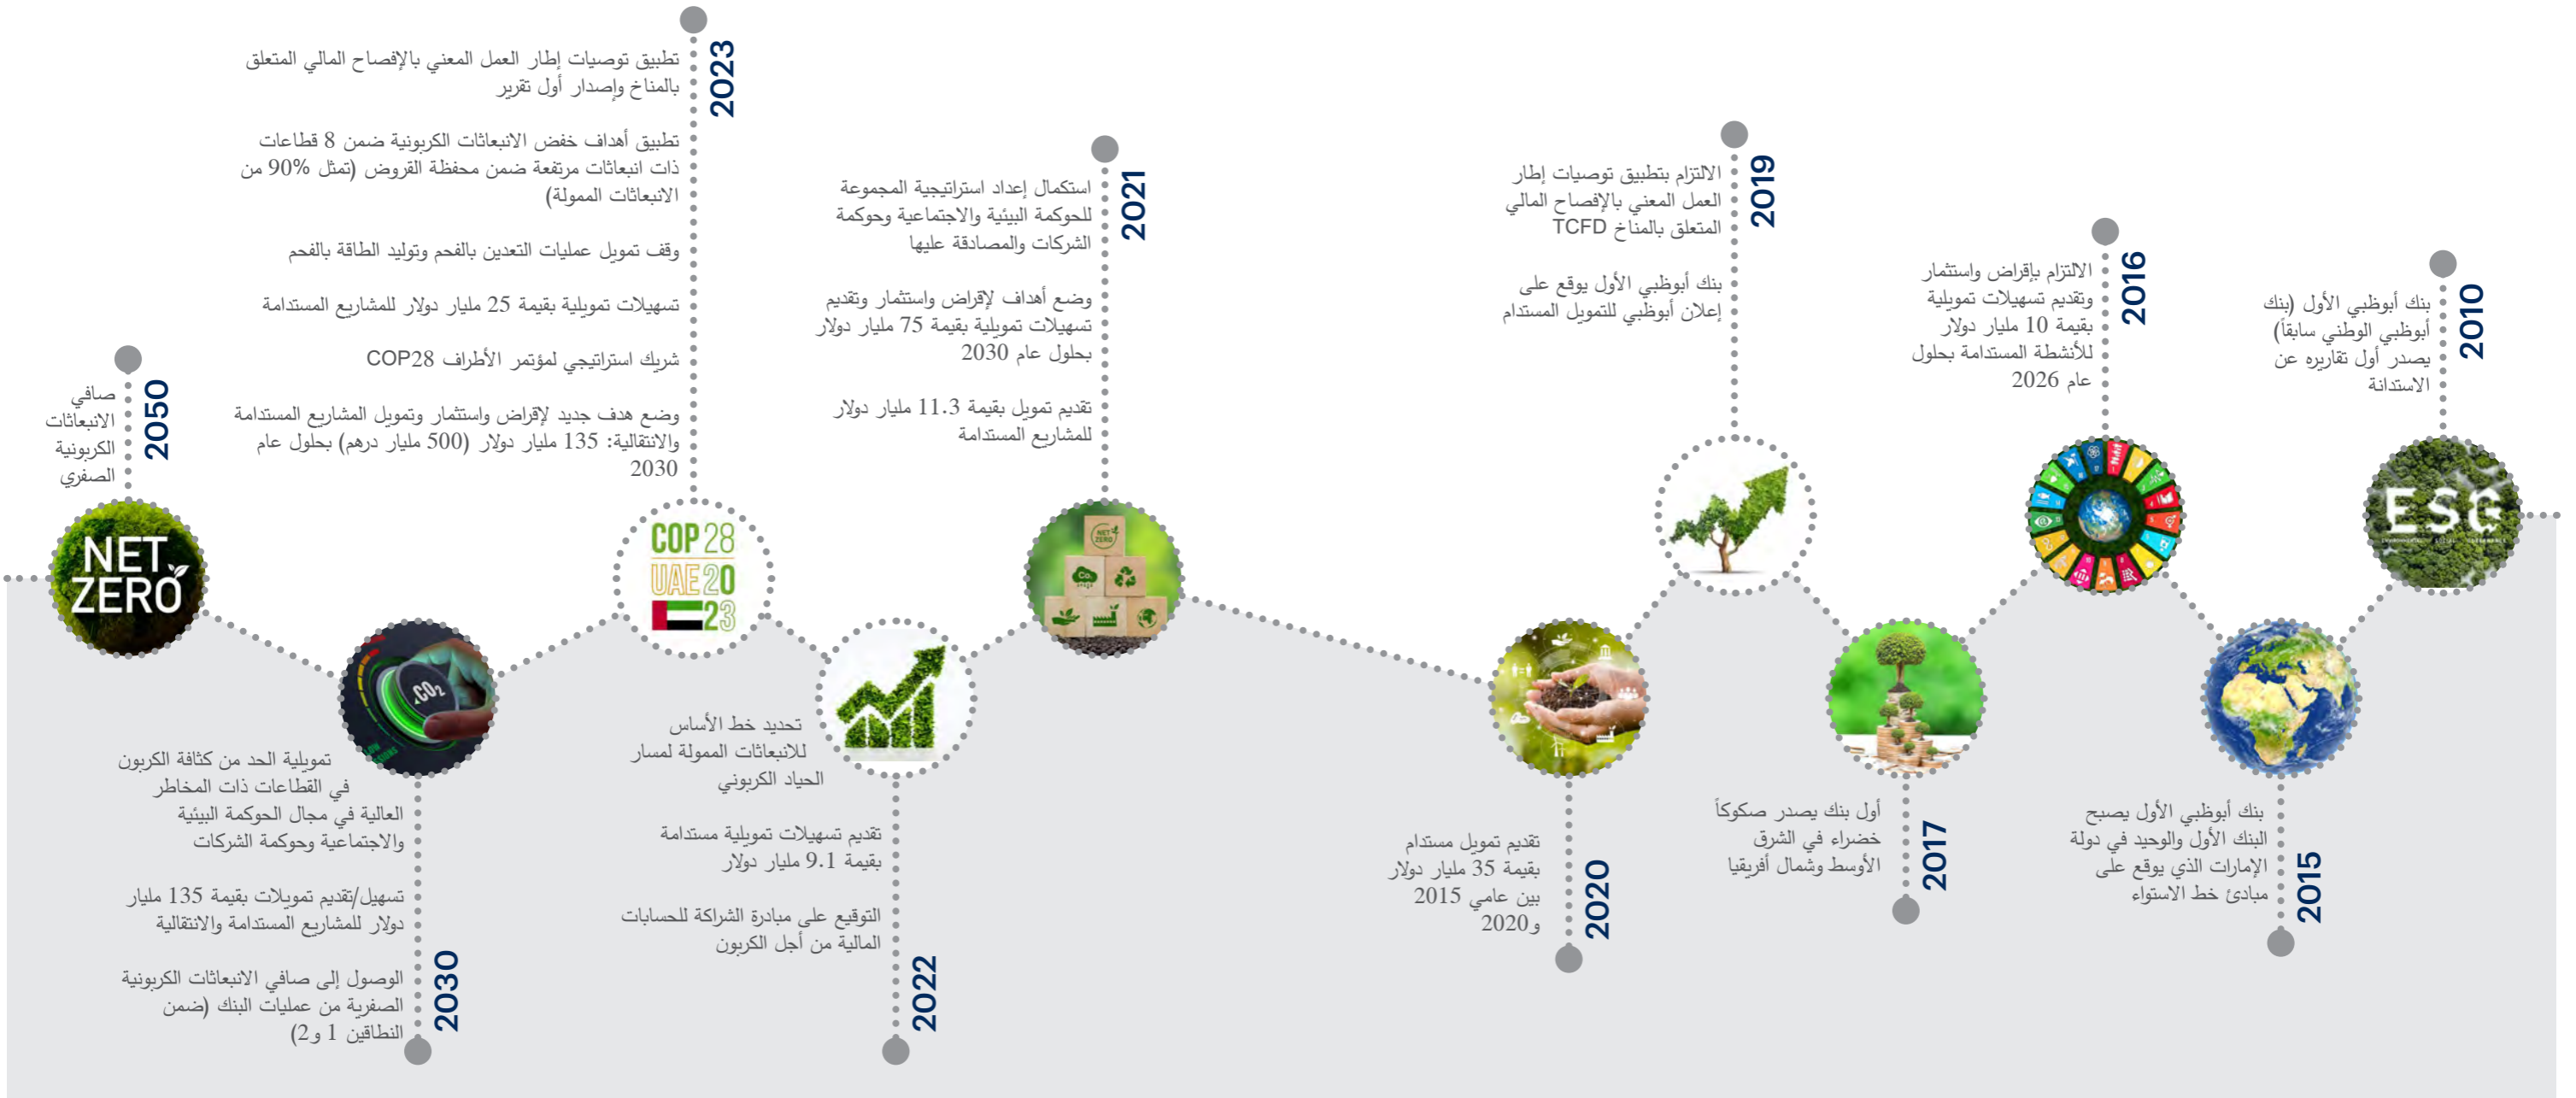 2010
بنك أبوظبي الأول (بنك
أبوظبي الوطني سابقاً)
يصدر أول تقاريره عن
الاستدانة
ESG
2015
بنك أبوظبي الأول يصبح
البنك الأول والوحيد في دولة
الإمارات الذي يوقع على
مبادئ خط الاستواء
2016
الالتزام بإقراض واستثمار
وتقديم تسهيلات تمويلية
بقيمة 10 مليار دولار
للأنشطة المستدامة بحلول
عام 2026
2017
أول بنك يصدر صكوكاً
خضراء في الشرق
الأوسط وشمال أفريقيا
2019
الالتزام بتطبيق توصيات إطار
العمل المعني بالإفصاح المالي
المتعلق بالمناخ TCFD
بنك أبوظبي الأول يوقع على
إعلان أبوظبي للتمويل المستدام
2020
تقديم تمويل مستدام
بقيمة 35 مليار دولار
بين عامي 2015
و2020
2021
استكمال إعداد استراتيجية المجموعة
للحوكمة البيئية والاجتماعية وحوكمة
الشركات والمصادقة عليها
وضع أهداف لإقراض واستثمار وتقديم
تسهيلات تمويلية بقيمة 75 مليار دولار
بحلول عام 2030
تقديم تمويل بقيمة 11.3 مليار دولار
للمشاريع المستدامة
NET
ZERO
2022
تحديد خط الأساس
للانبعاثات الممولة لمسار
الحياد الكربوني
تقديم تسهيلات تمويلية مستدامة
بقيمة 9.1 مليار دولار
التوقيع على مبادرة الشراكة للحسابات
المالية من أجل الكربون
2023
تطبيق توصيات إطار العمل المعني بالإفصاح المالي المتعلق
بالمناخ وإصدار أول تقرير
تطبيق أهداف خفض الانبعاثات الكربونية ضمن 8 قطاعات
ذات انبعاثات مرتفعة ضمن محفظة القروض (تمثل 90% من
الانبعاثات الممولة)
وقف تمويل عمليات التعدين بالفحم وتوليد الطاقة بالفحم
تسهيلات تمويلية بقيمة 25 مليار دولار للمشاريع المستدامة
شريك استراتيجي لمؤتمر الأطراف COP28
وضع هدف جديد لإقراض واستثمار وتمويل المشاريع المستدامة
والانتقالية: 135 مليار دولار (500 مليار درهم) بحلول عام
2030
COP 28
UAE 20
23
2030
CO2
تمويلية الحد من كثافة الكربون
في القطاعات ذات المخاطر
العالية في مجال الحوكمة البيئية
والاجتماعية وحوكمة الشركات
تسهيل/تقديم تمويلات بقيمة 135 مليار
دولار للمشاريع المستدامة والانتقالية
الوصول إلى صافي الانبعاثات الكربونية
الصفرية من عمليات البنك (ضمن
النطاقين 1 و2)
2050
صافي
الانبعاثات
الكربونية
الصفري
NET
ZERO